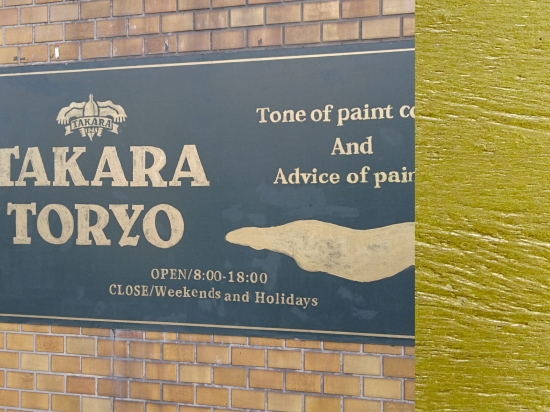 TAKARA
TAKARA
TORYO
Tone of paint
And
Advice of
OPEN/8:00-18:00
CLOSE/Weekends and Holidays